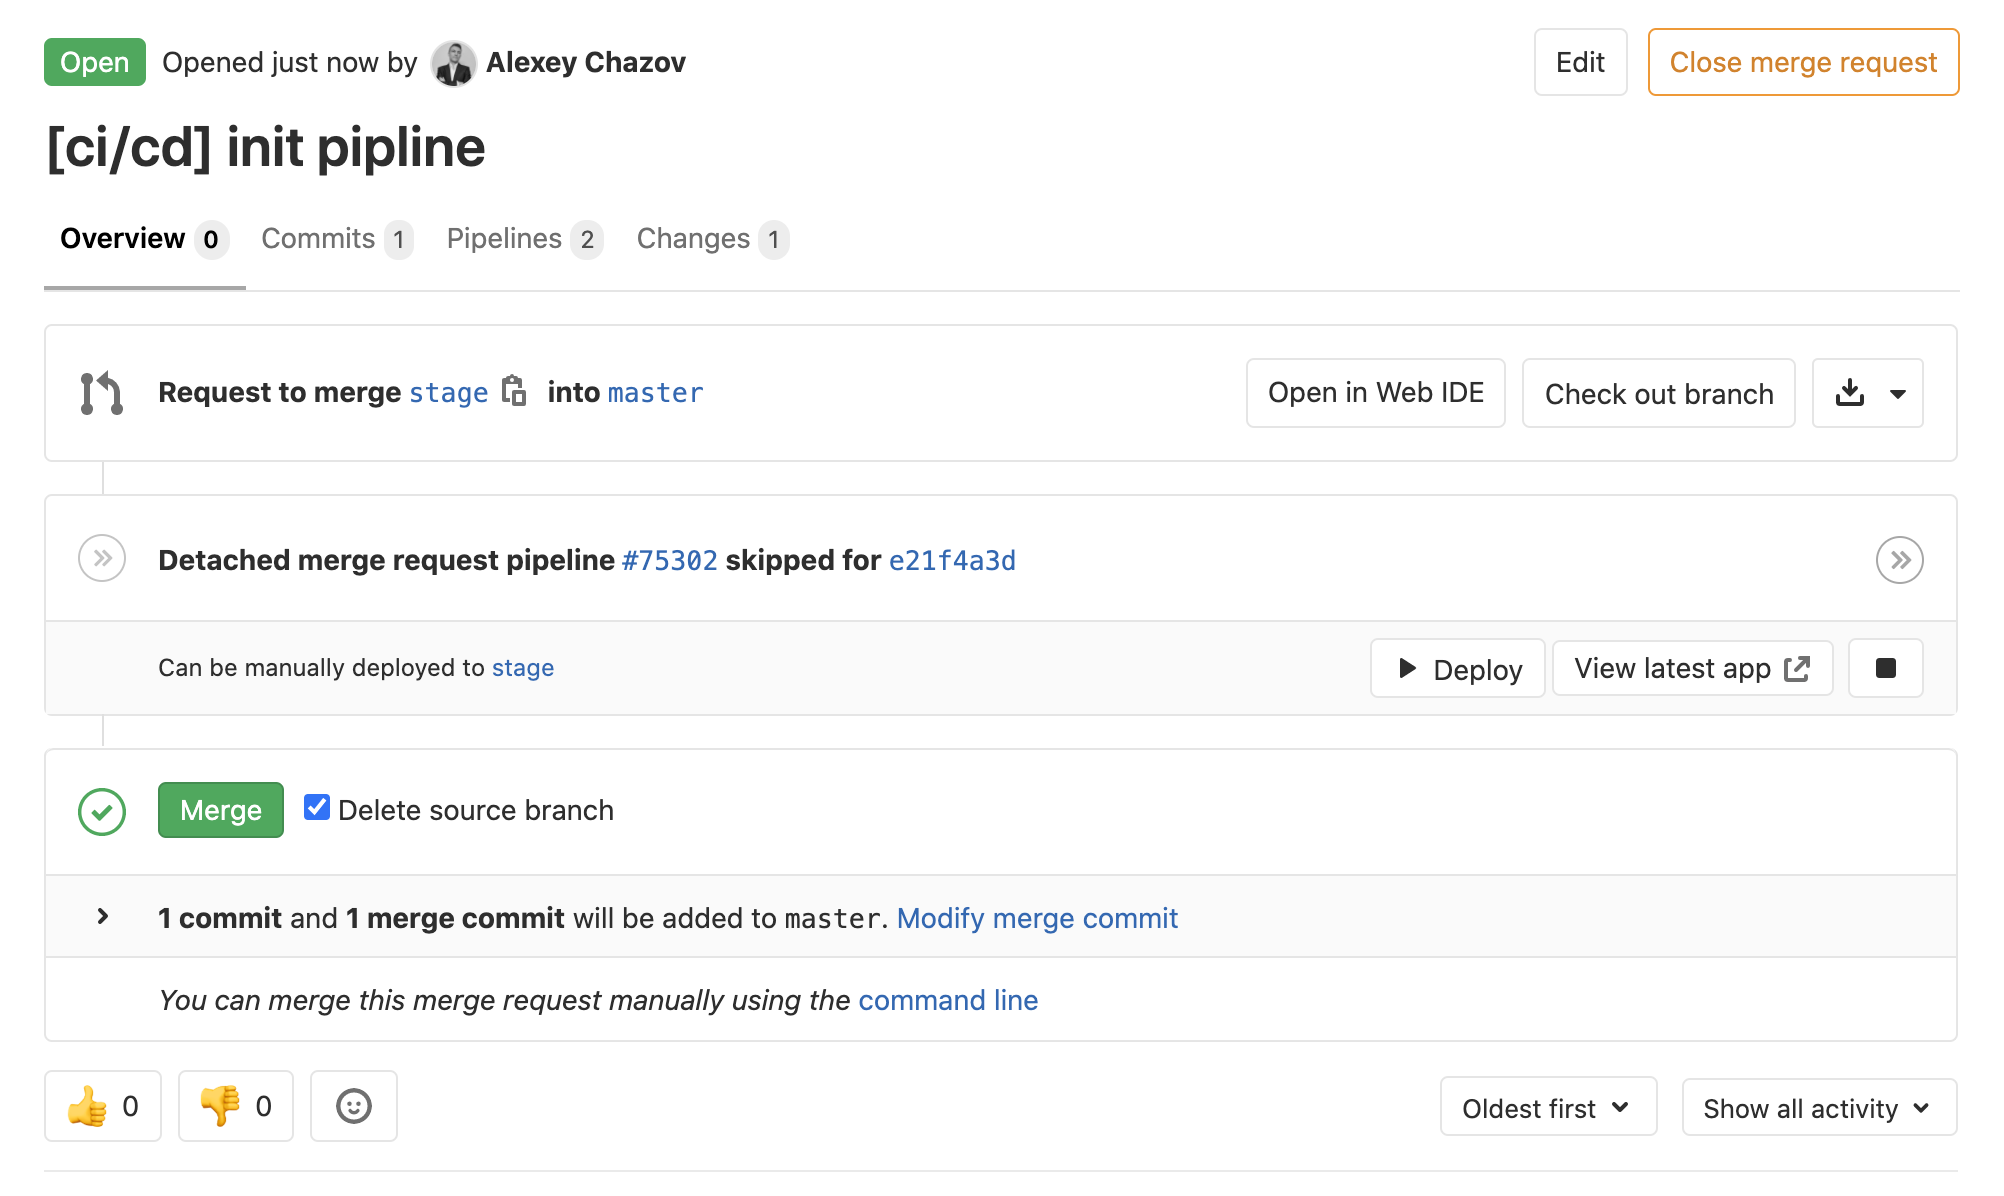 Open Opened just now by Alexey Chazov Edit Close merge request
[ci/cd] init pipline
Overview 0 Commits 1 Pipelines 2 Changes 1
Request to merge stage into master Open in Web IDE Check out branch
Detached merge request pipeline #75302 skipped for e21f4a3d
Can be manually deployed to stage Deploy View latest app
Merge Delete source branch
1 commit and 1 merge commit will be added to master. Modify merge commit
You can merge this merge request manually using the command line
0 0 Oldest first Show all activity